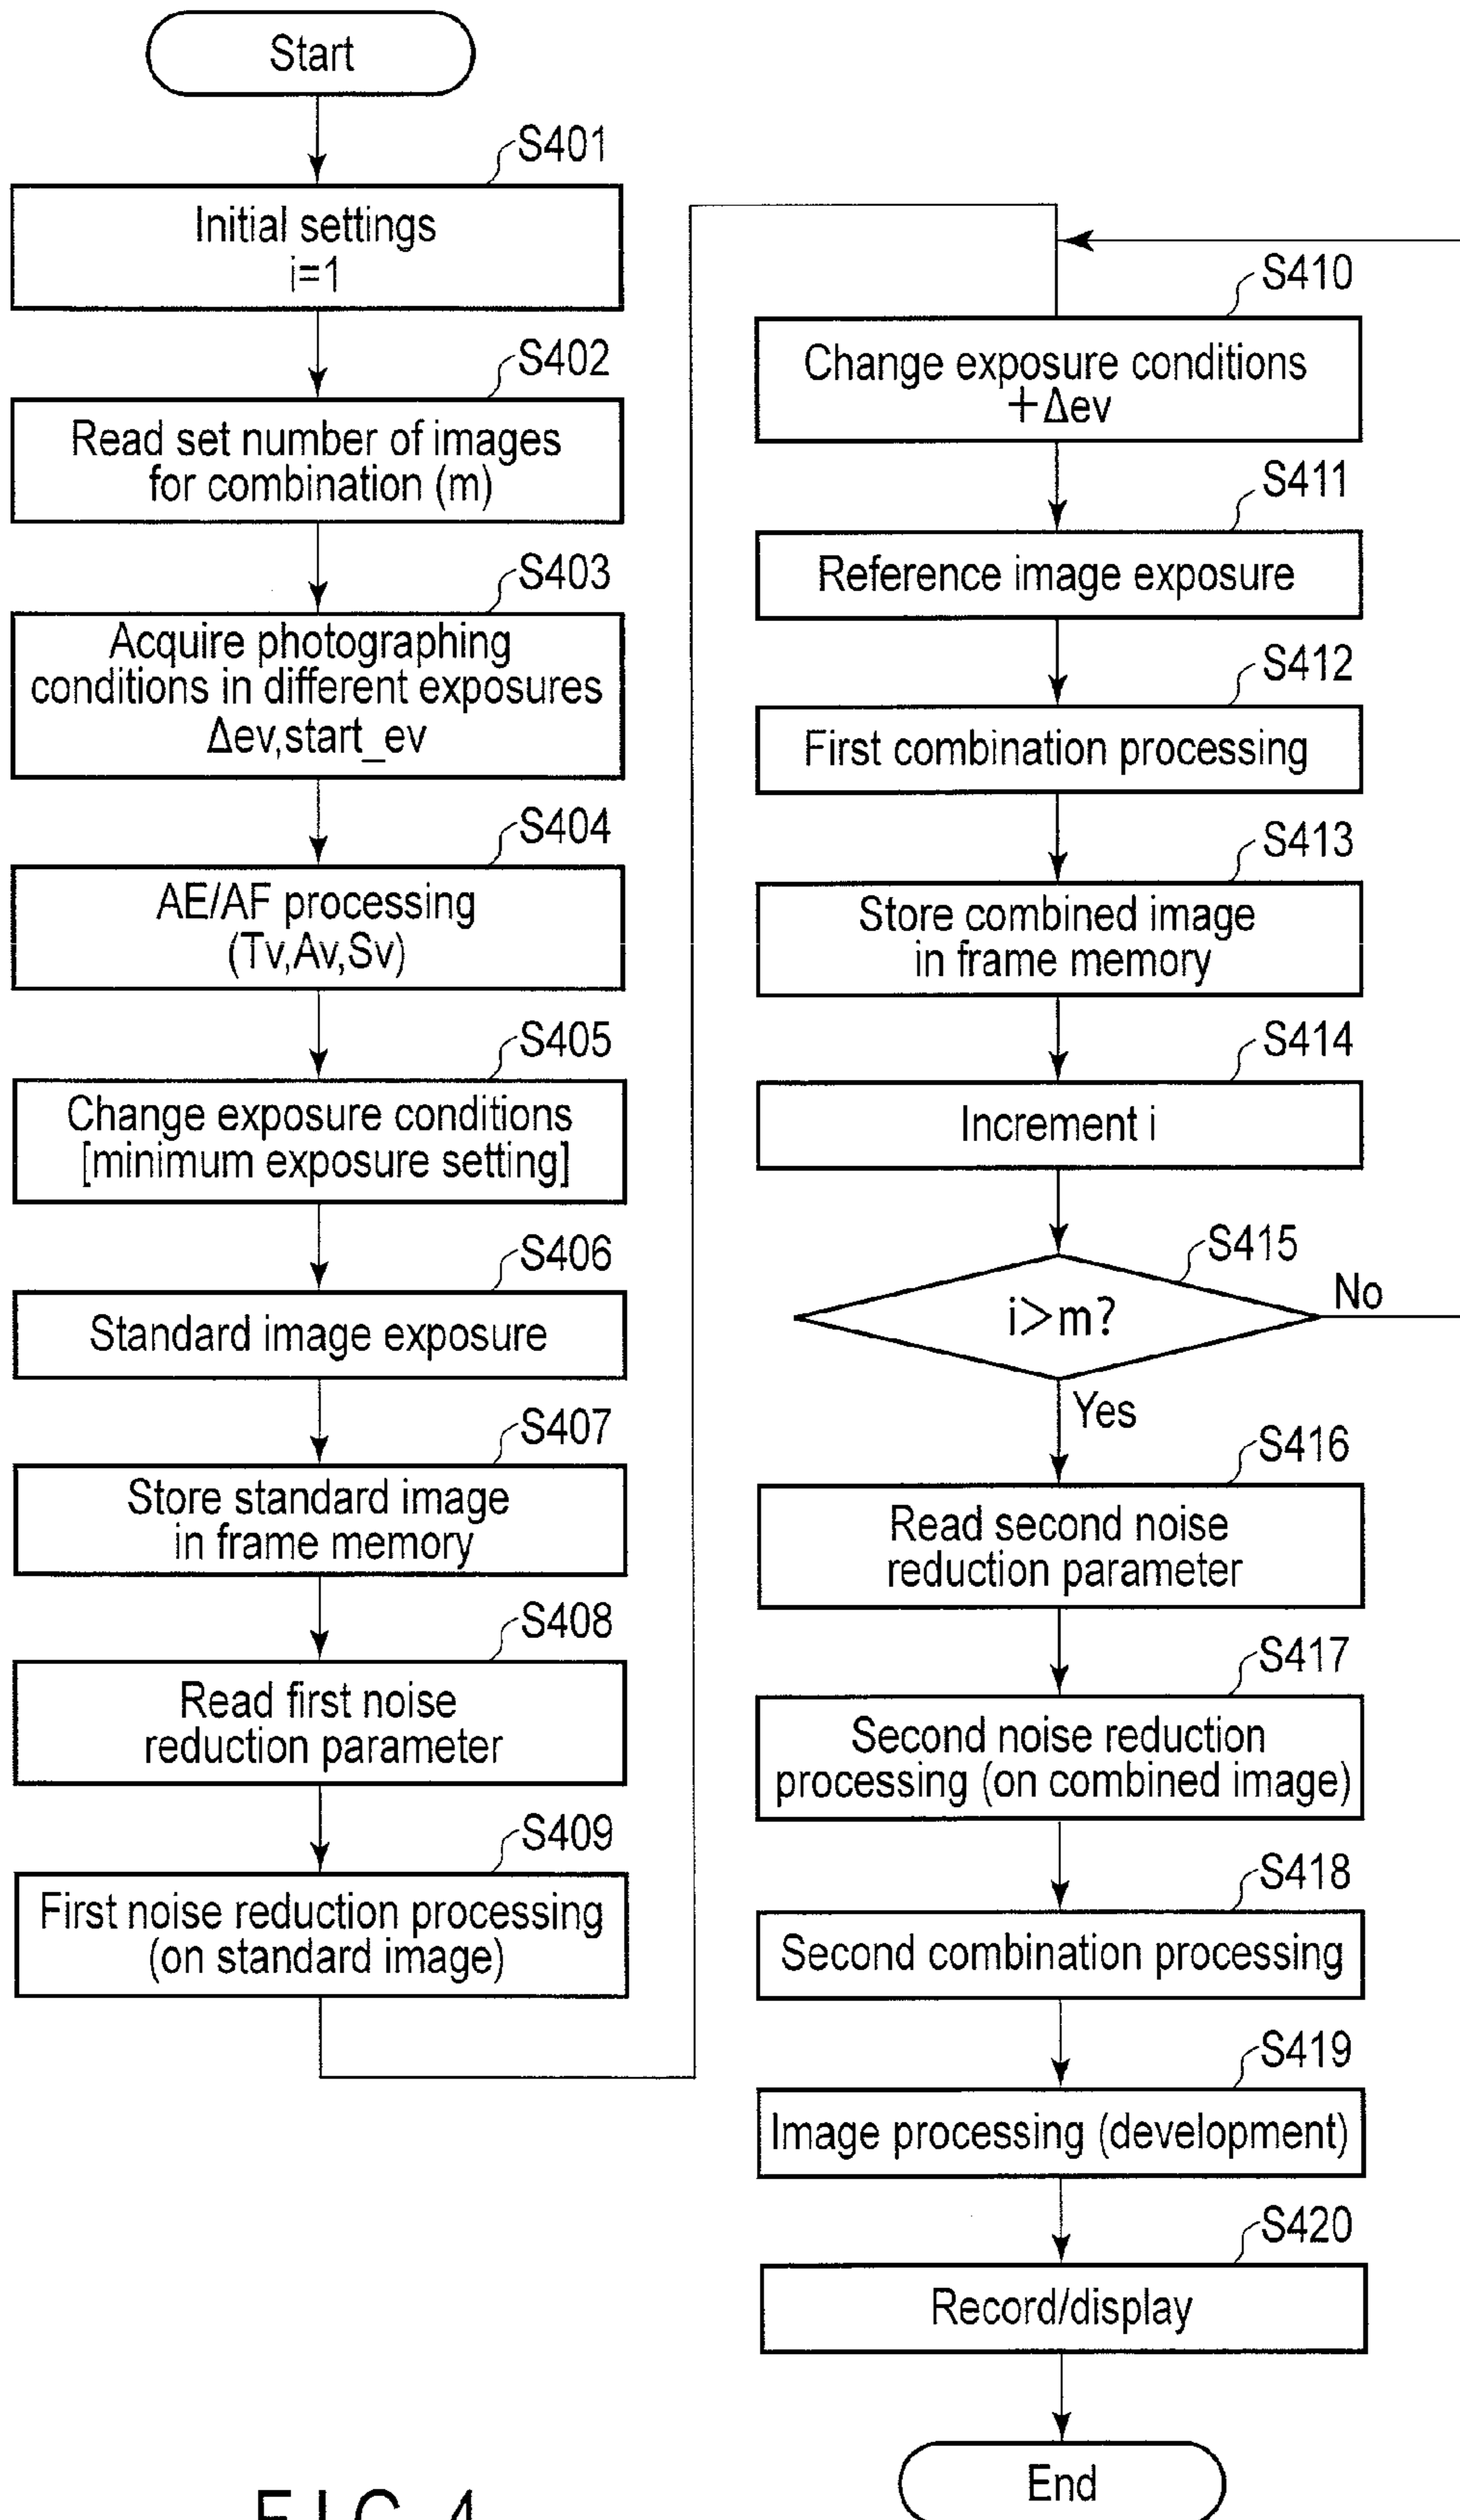 Start
S401
Initial settings
i=1
S402
Read set number of images
for combination (m)
S403
Acquire photographing
conditions in different exposures
Δev,start_ev
S404
AE/AF processing
(Tv,Av,Sv)
S405
Change exposure conditions
[minimum exposure setting]
S406
Standard image exposure
S407
Store standard image
in frame memory
S408
Read first noise
reduction parameter
S409
First noise reduction processing
(on standard image)
S410
Change exposure conditions
+Δev
S411
Reference image exposure
S412
First combination processing
S413
Store combined image
in frame memory
S414
Increment i
S415
i>m?
No
Yes
S416
Read second noise
reduction parameter
S417
Second noise reduction
processing (on combined image)
S418
Second combination processing
S419
Image processing (development)
S420
Record/display
End
FIG. 4